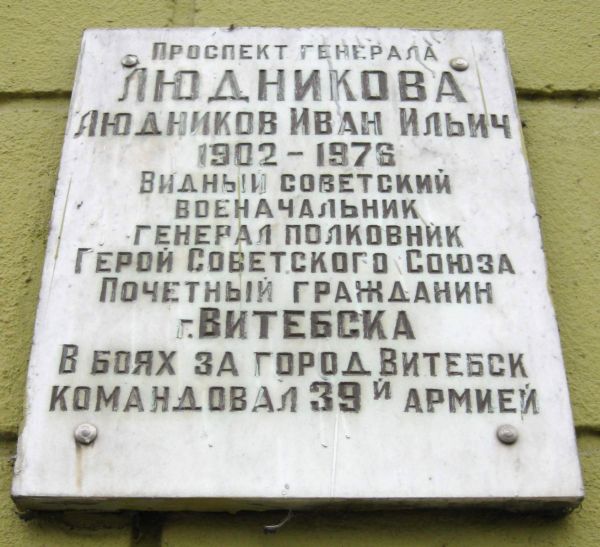 Проспект генерала
Людникова
Людников Иван Ильич
1902 - 1976
Видный советский
военачальник
генерал полковник
Герой Советского Союза
Почетный гражданин
г. Витебска
В боях за город Витебск
командовал 39й армией